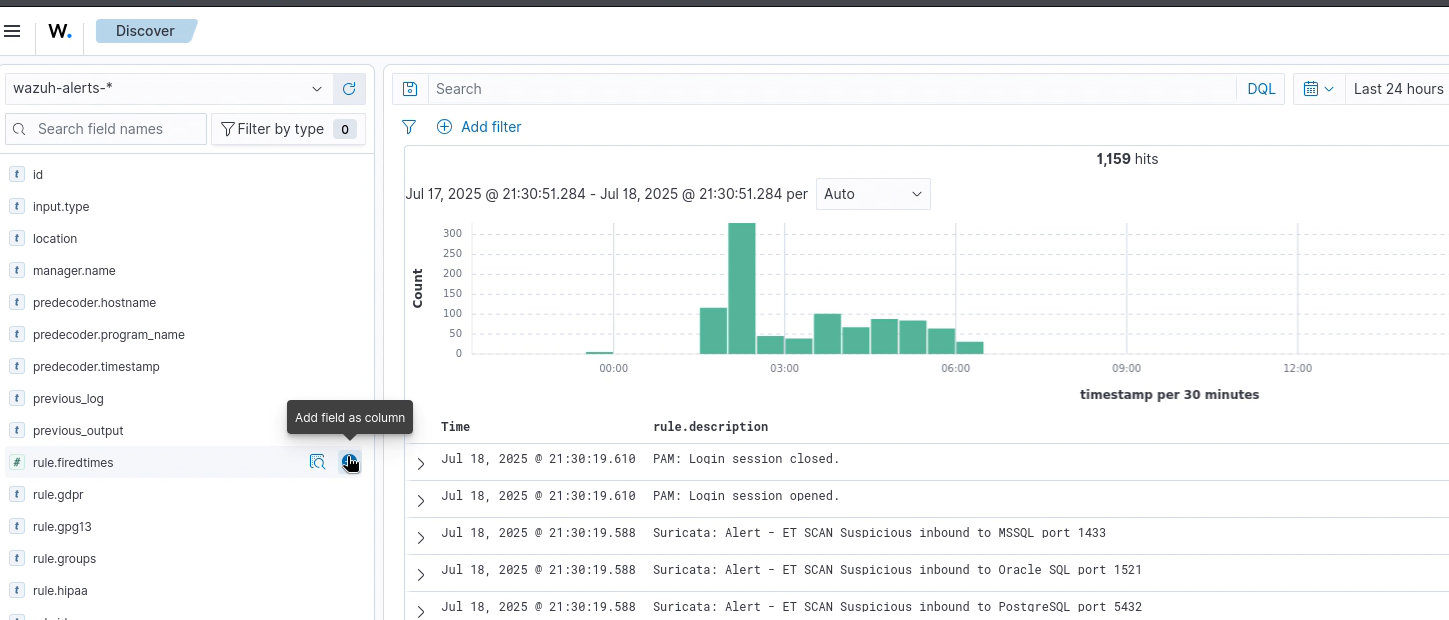 W. Discover
wazuh-alerts-*
Search field names Filter by type 0
t id
t input.type
t location
t manager.name
t predecoder.hostname
t predecoder.program_name
t predecoder.timestamp
t previous_log
t previous_output
Add field as column
# rule.firedtimes
t rule.gdpr
t rule.gpg13
t rule.groups
t rule.hipaa
Search DQL Last 24 hours
Add filter
1,159 hits
Jul 17, 2025 @ 21:30:51.284 - Jul 18, 2025 @ 21:30:51.284 per Auto
Count
300
250
200
150
100
50
0
00:00 03:00 06:00 09:00 12:00
timestamp per 30 minutes
Time rule.description
Jul 18, 2025 @ 21:30:19.610 PAM: Login session closed.
Jul 18, 2025 @ 21:30:19.610 PAM: Login session opened.
Jul 18, 2025 @ 21:30:19.588 Suricata: Alert - ET SCAN Suspicious inbound to MSSQL port 1433
Jul 18, 2025 @ 21:30:19.588 Suricata: Alert - ET SCAN Suspicious inbound to Oracle SQL port 1521
Jul 18, 2025 @ 21:30:19.588 Suricata: Alert - ET SCAN Suspicious inbound to PostgreSQL port 5432